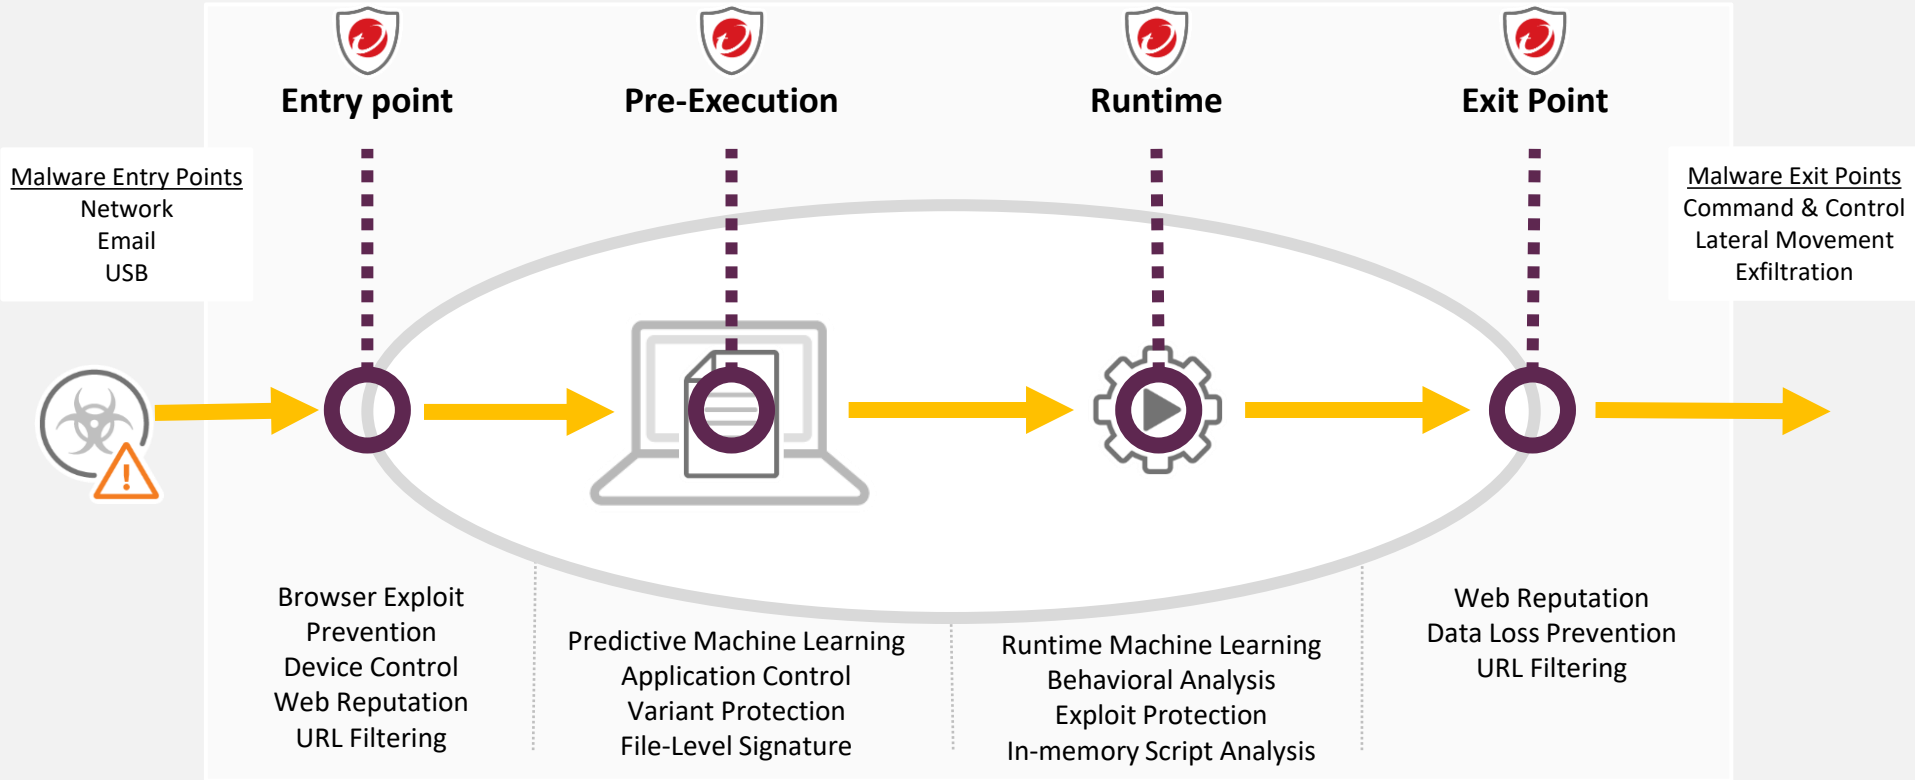 Entry point
Pre-Execution
Runtime
Exit Point
Malware Entry Points
Network
Email
USB
Malware Exit Points
Command & Control
Lateral Movement
Exfiltration
Browser Exploit
Prevention
Device Control
Web Reputation
URL Filtering
Predictive Machine Learning
Application Control
Variant Protection
File-Level Signature
Runtime Machine Learning
Behavioral Analysis
Exploit Protection
In-memory Script Analysis
Web Reputation
Data Loss Prevention
URL Filtering